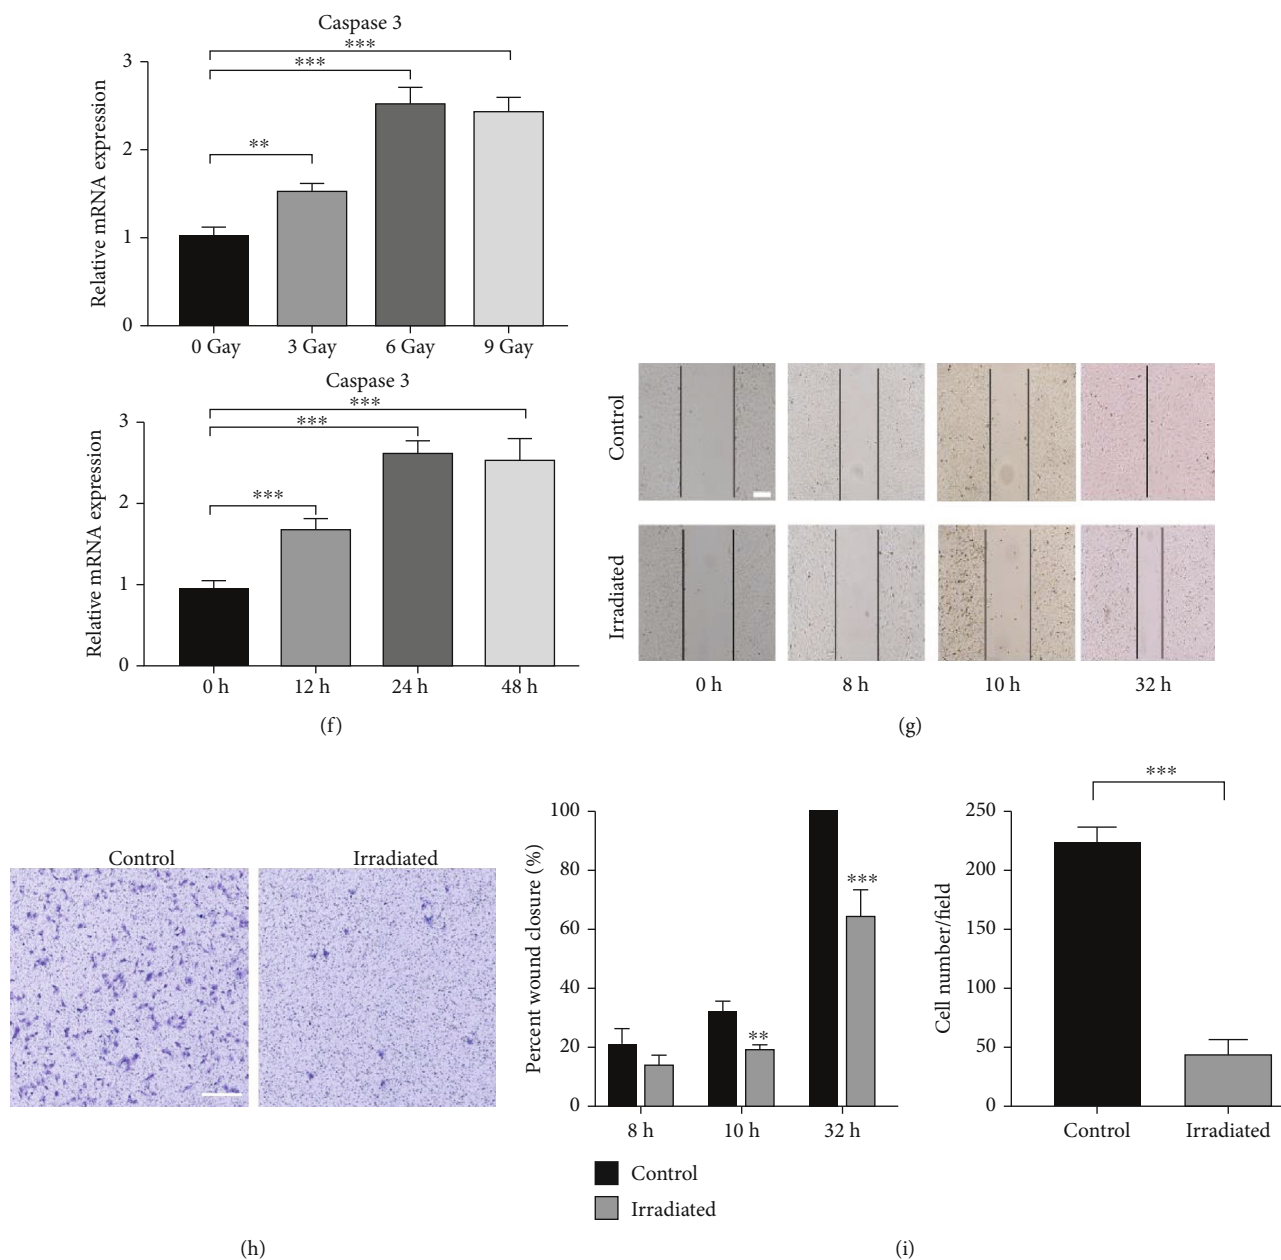 Caspase 3
***
***
**
Relative mRNA expression
3
2
1
0
0 Gay 3 Gay 6 Gay 9 Gay
Caspase 3
***
***
***
Relative mRNA expression
3
2
1
0
0 h 12 h 24 h 48 h
(f)
Control
Irradiated
0 h 8 h 10 h 32 h
(g)
Control Irradiated
(h)
Percent wound closure (%)
100
80
60
40
20
0
**
***
8 h 10 h 32 h
Control
Irradiated
***
Cell number/field
250
200
150
100
50
0
Control Irradiated
(i)